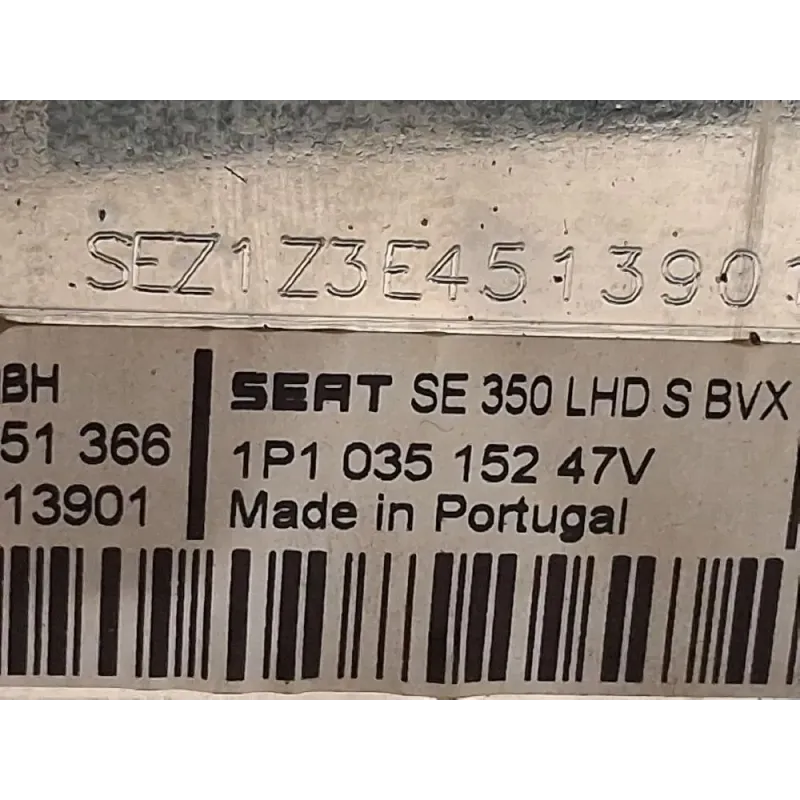 SEZ1Z3E4513901
BH SEAT SE 350 LHD S BVX
51 366 1P1 035 152 47V
13901 Made in Portugal